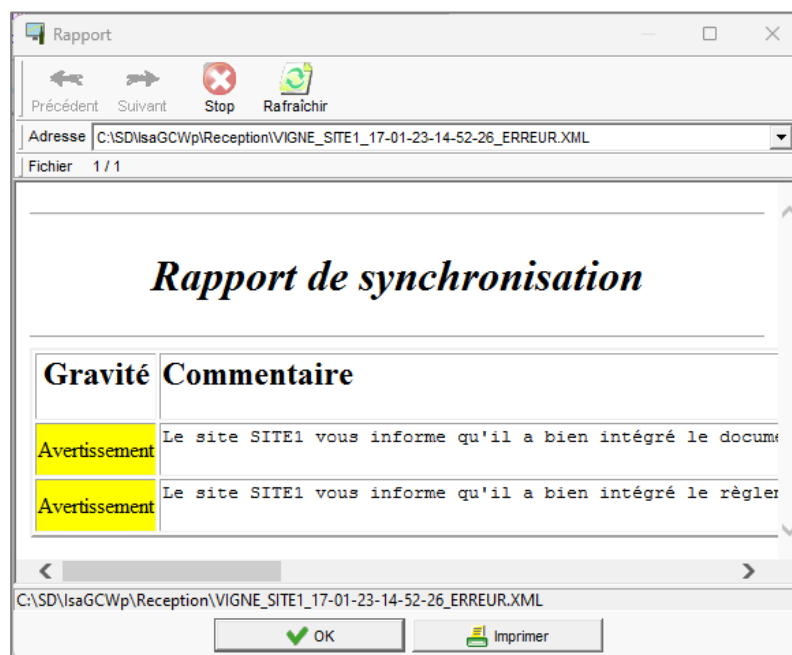 Rapport
Précédent Suivant Stop Rafraîchir
Adresse C:\SD\IsaGCWp\Reception\VIGNE_SITE1_17-01-23-14-52-26_ERREUR.XML
Fichier 1 / 1
Rapport de synchronisation
Gravité Commentaire
Avertissement Le site SITE1 vous informe qu'il a bien intégré le docume
Avertissement Le site SITE1 vous informe qu'il a bien intégré le règlem
C:\SD\IsaGCWp\Reception\VIGNE_SITE1_17-01-23-14-52-26_ERREUR.XML
OK Imprimer